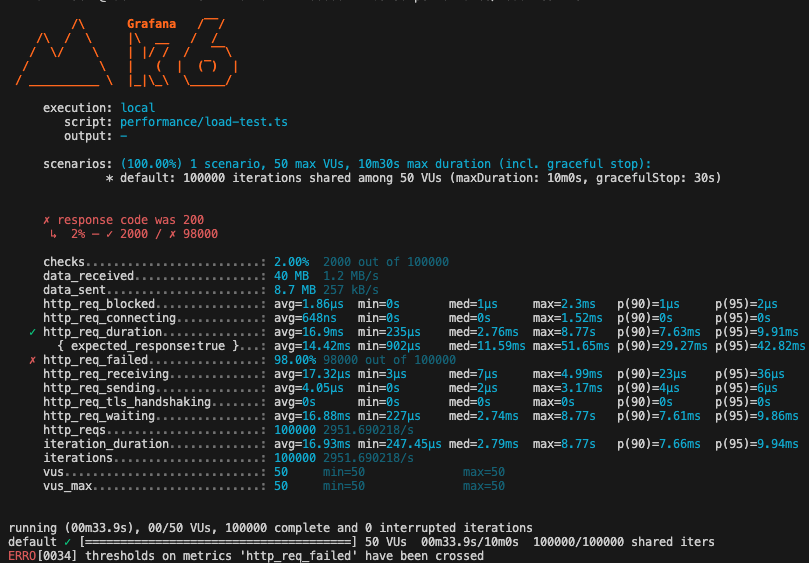 Grafana
k6
execution: local
script: performance/load-test.ts
output: -
scenarios: (100.00%) 1 scenario, 50 max VUs, 10m30s max duration (incl. graceful stop):
* default: 100000 iterations shared among 50 VUs (maxDuration: 10m0s, gracefulStop: 30s)
✗ response code was 200
↳ 2% — ✓ 2000 / ✗ 98000
checks.........................: 2.00% 2000 out of 100000
data_received..................: 40 MB 1.2 MB/s
data_sent......................: 8.7 MB 257 kB/s
http_req_blocked...............: avg=1.86µs min=0s med=1µs max=2.3ms p(90)=1µs p(95)=2µs
http_req_connecting............: avg=648ns min=0s med=0s max=1.52ms p(90)=0s p(95)=0s
✓ http_req_duration..............: avg=16.9ms min=235µs med=2.76ms max=8.77s p(90)=7.63ms p(95)=9.91ms
{ expected_response:true }...: avg=14.42ms min=902µs med=11.59ms max=51.65ms p(90)=29.27ms p(95)=42.82ms
✗ http_req_failed................: 98.00% 98000 out of 100000
http_req_receiving.............: avg=17.32µs min=3µs med=7µs max=4.99ms p(90)=23µs p(95)=36µs
http_req_sending...............: avg=4.05µs min=0s med=2µs max=3.17ms p(90)=4µs p(95)=6µs
http_req_tls_handshaking.......: avg=0s min=0s med=0s max=0s p(90)=0s p(95)=0s
http_req_waiting...............: avg=16.88ms min=227µs med=2.74ms max=8.77s p(90)=7.61ms p(95)=9.86ms
http_reqs......................: 100000 2951.690218/s
iteration_duration.............: avg=16.93ms min=247.45µs med=2.79ms max=8.77s p(90)=7.66ms p(95)=9.94ms
iterations.....................: 100000 2951.690218/s
vus............................: 50 min=50 max=50
vus_max........................: 50 min=50 max=50
running (00m33.9s), 00/50 VUs, 100000 complete and 0 interrupted iterations
default ✓ [======================================] 50 VUs 00m33.9s/10m0s 100000/100000 shared iters
ERRO[0034] thresholds on metrics 'http_req_failed' have been crossed